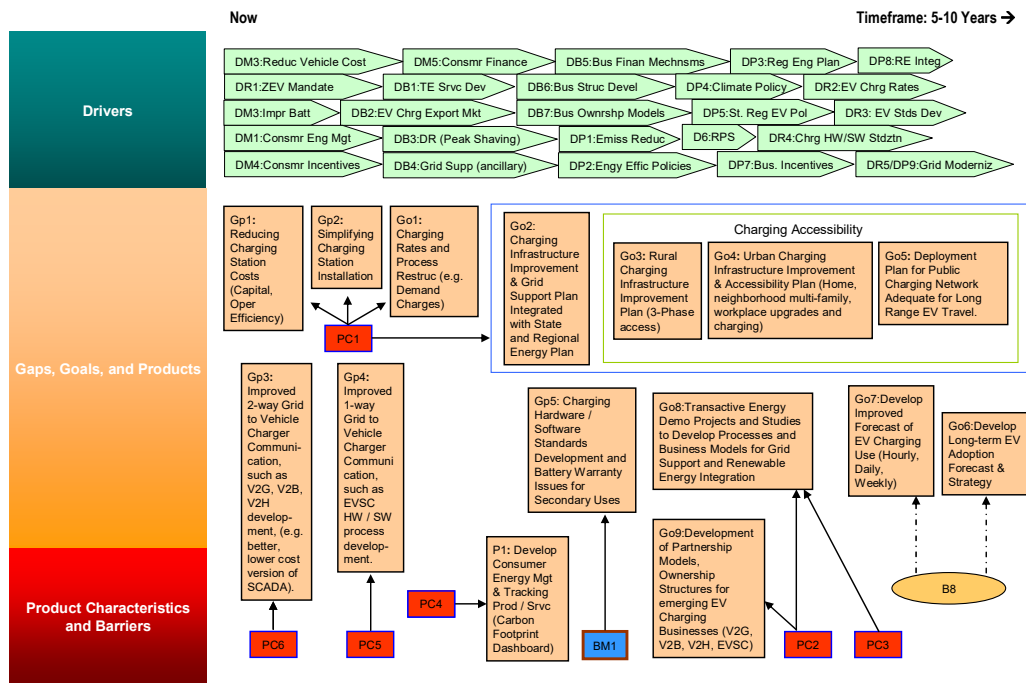 Now
Timeframe: 5-10 Years →
Drivers
DM3:Reduc Vehicle Cost
DM5:Consmr Finance
DB5:Bus Finan Mechnsms
DP3:Reg Eng Plan
DP8:RE Integ
DR1:ZEV Mandate
DB1:TE Srvc Dev
DB6:Bus Struc Devel
DP4:Climate Policy
DR2:EV Chrg Rates
DM3:Impr Batt
DB2:EV Chrg Export Mkt
DB7:Bus Ownrshp Models
DP5:St. Reg EV Pol
DR3: EV Stds Dev
DM1:Consmr Eng Mgt
DB3:DR (Peak Shaving)
DP1:Emiss Reduc
D6:RPS
DR4:Chrg HW/SW Stdztn
DM4:Consmr Incentives
DB4:Grid Supp (ancillary)
DP2:Engy Effic Policies
DP7:Bus. Incentives
DR5/DP9:Grid Moderniz
Gaps, Goals, and Products
Gp1:
Reducing
Charging
Station
Costs
(Capital,
Oper
Efficiency)
Gp2:
Simplifying
Charging
Station
Installation
Go1:
Charging
Rates and
Process
Restruc (e.g.
Demand
Charges)
PC1
Go2:
Charging
Infrastructure
Improvement
& Grid
Support Plan
Integrated
with State
and Regional
Energy Plan
Charging Accessibility
Go3: Rural
Charging
Infrastructure
Improvement
Plan (3-Phase
access)
Go4: Urban Charging
Infrastructure Improvement
& Accessibility Plan (Home,
neighborhood multi-family,
workplace upgrades and
charging)
Go5: Deployment
Plan for Public
Charging Network
Adequate for Long
Range EV Travel.
Gp3:
Improved
2-way Grid
to Vehicle
Charger
Communi-
cation,
such as
V2G, V2B,
V2H
develop-
ment, (e.g.
better,
lower cost
version of
SCADA).
Gp4:
Improved
1-way
Grid to
Vehicle
Charger
Commun-
ication,
such as
EVSC
HW / SW
process
develop-
ment.
Gp5: Charging
Hardware /
Software
Standards
Development and
Battery Warranty
Issues for
Secondary Uses
Go8:Transactive Energy
Demo Projects and Studies
to Develop Processes and
Business Models for Grid
Support and Renewable
Energy Integration
Go7:Develop
Improved
Forecast of
EV Charging
Use (Hourly,
Daily,
Weekly)
Go6:Develop
Long-term EV
Adoption
Forecast &
Strategy
Product Characteristics
and Barriers
PC6
PC5
PC4
P1: Develop
Consumer
Energy Mgt
& Tracking
Prod / Srvc
(Carbon
Footprint
Dashboard)
BM1
Go9:Development
of Partnership
Models,
Ownership
Structures for
emerging EV
Charging
Businesses (V2G,
V2B, V2H, EVSC)
PC2
PC3
B8